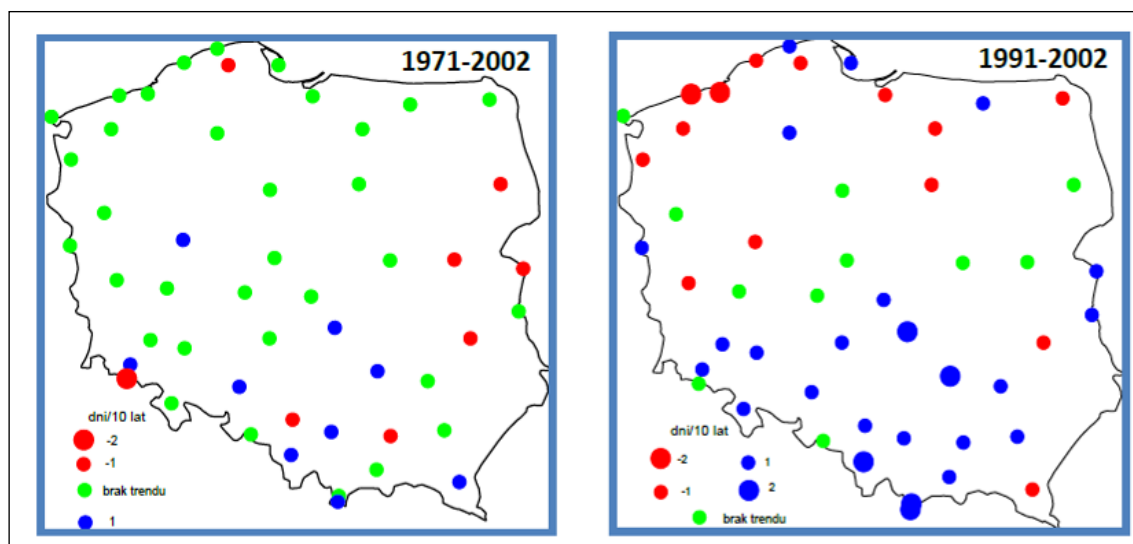 1971-2002
dni/10 lat
-2
-1
brak trendu
1
1991-2002
dni/10 lat
-2
1
-1
2
brak trendu